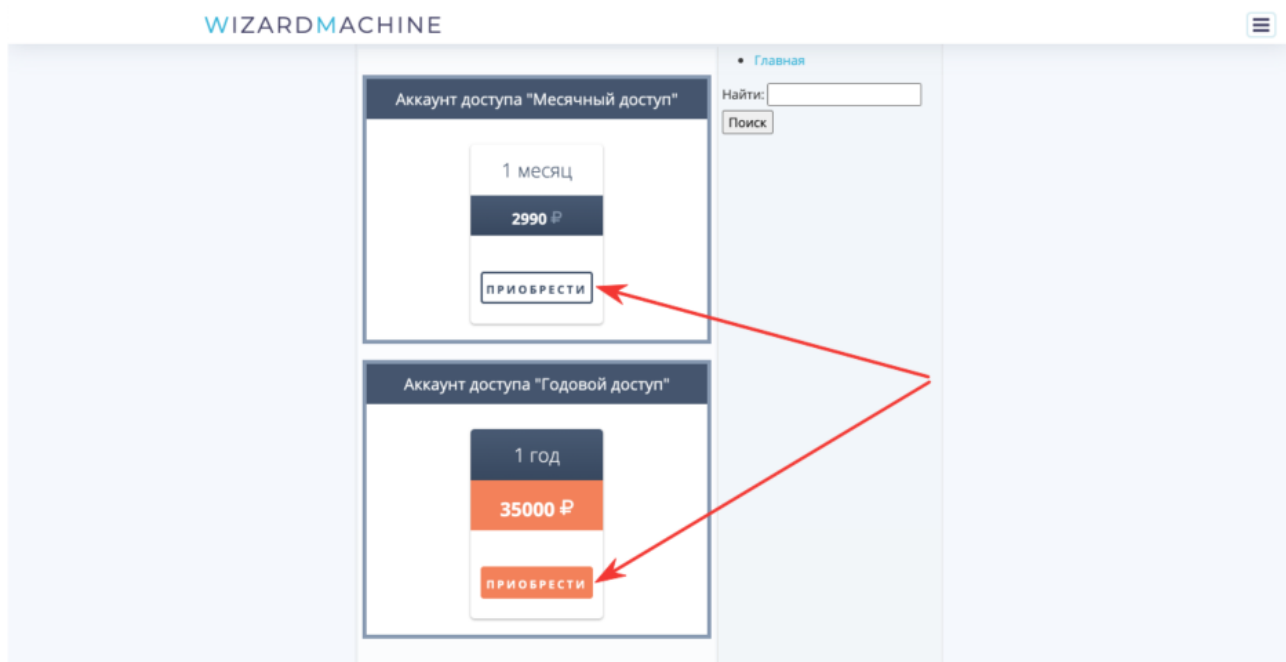 WIZARDMACHINE
Главная
Найти:
Поиск
Аккаунт доступа "Месячный доступ"
1 месяц
2990 ₽
ПРИОБРЕСТИ
Аккаунт доступа "Годовой доступ"
1 год
35000 ₽
ПРИОБРЕСТИ